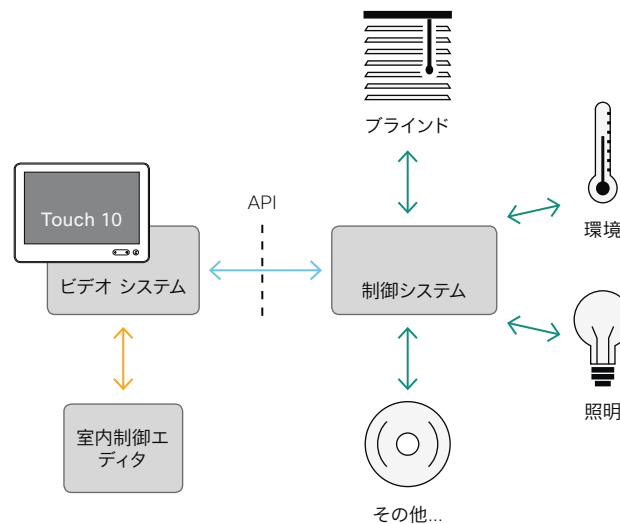 ブラインド
Touch 10
API
環境
ビデオ システム
制御システム
照明
室内制御エ
ディタ
その他...